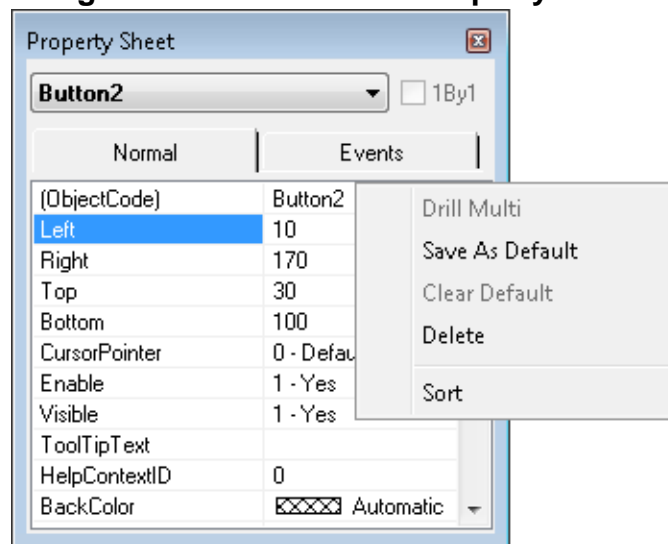 Property Sheet
Button2 1By1
Normal Events
(ObjectCode) Button2
Left 10
Right 170
Top 30
Bottom 100
CursorPointer 0 - Defau
Enable 1 - Yes
Visible 1 - Yes
ToolTipText
HelpContextID 0
BackColor Automatic
Drill Multi
Save As Default
Clear Default
Delete
Sort